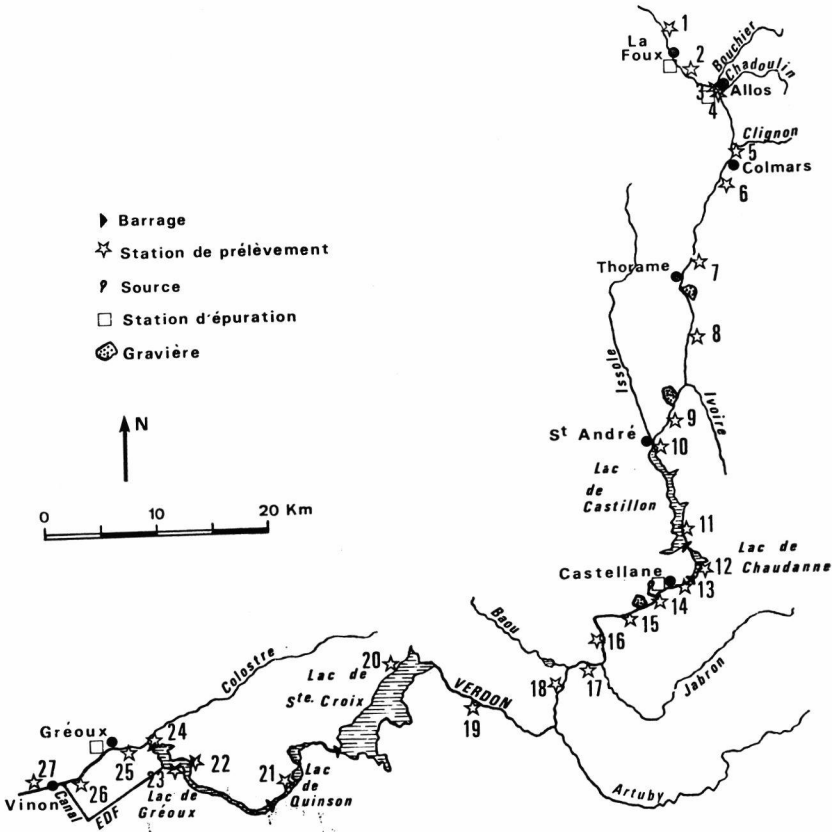 1
La
Foux
2
Bouchier
Chadoulin
3
Allos
4
Clignon
5
Colmars
6
Barrage
Station de prélèvement
Source
Station d'épuration
Gravière
Thorame
7
8
Issole
Ivoire
9
St André
10
N
Lac
de
Castillon
0 10 20 Km
11
Lac de
Chaudanne
12
Castellane
13
14
15
16
Baou
Jabron
17
18
Colostre
20
Lac de
Ste. Croix
VERDON
19
Artuby
Gréoux
24
25
22
23
21
Lac
de
Quinson
Lac de
Gréoux
27
26
Vinon
Canal
EDF